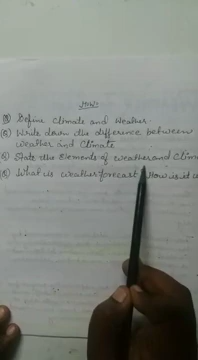 H.W:
Q) Define Climate and Weather.
Q) Write down the difference between
weather and Climate
Q) State the Elements of weather and Clim
Q) What is weather forecast How is it u